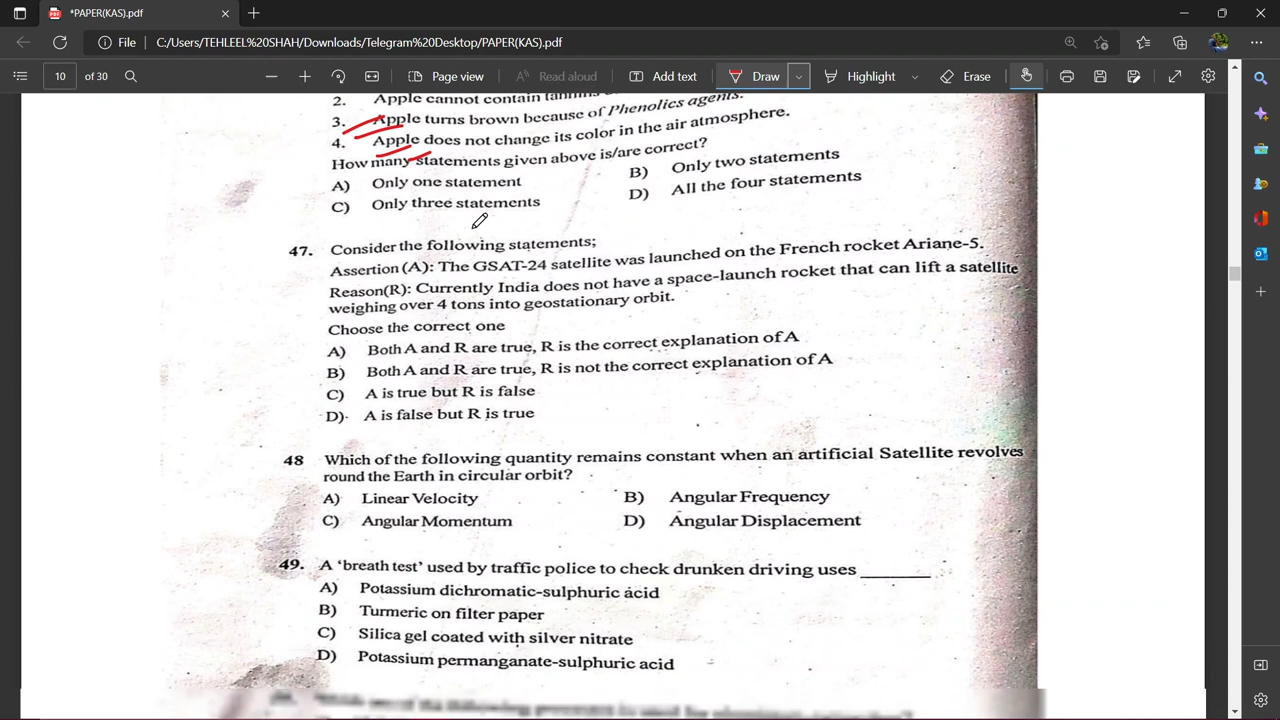 *PAPER(KAS).pdf
File C:/Users/TEHLEEL%20SHAH/Downloads/Telegram%20Desktop/PAPER(KAS).pdf
10 of 30 Page view Read aloud Add text Draw Highlight Erase
2. Apple cannot contain
3. Apple turns brown because of Phenolics agents.
4. Apple does not change its color in the air atmosphere.
How many statements given above is/are correct?
A) Only one statement B) Only two statements
C) Only three statements D) All the four statements
47. Consider the following statements;
Assertion (A): The GSAT-24 satellite was launched on the French rocket Ariane-5.
Reason(R): Currently India does not have a space-launch rocket that can lift a satellite
weighing over 4 tons into geostationary orbit.
Choose the correct one
A) Both A and R are true, R is the correct explanation of A
B) Both A and R are true, R is not the correct explanation of A
C) A is true but R is false
D) A is false but R is true
48 Which of the following quantity remains constant when an artificial Satellite revolves
round the Earth in circular orbit?
A) Linear Velocity B) Angular Frequency
C) Angular Momentum D) Angular Displacement
49. A ‘breath test’ used by traffic police to check drunken driving uses ________
A) Potassium dichromatic-sulphuric acid
B) Turmeric on filter paper
C) Silica gel coated with silver nitrate
D) Potassium permanganate-sulphuric acid